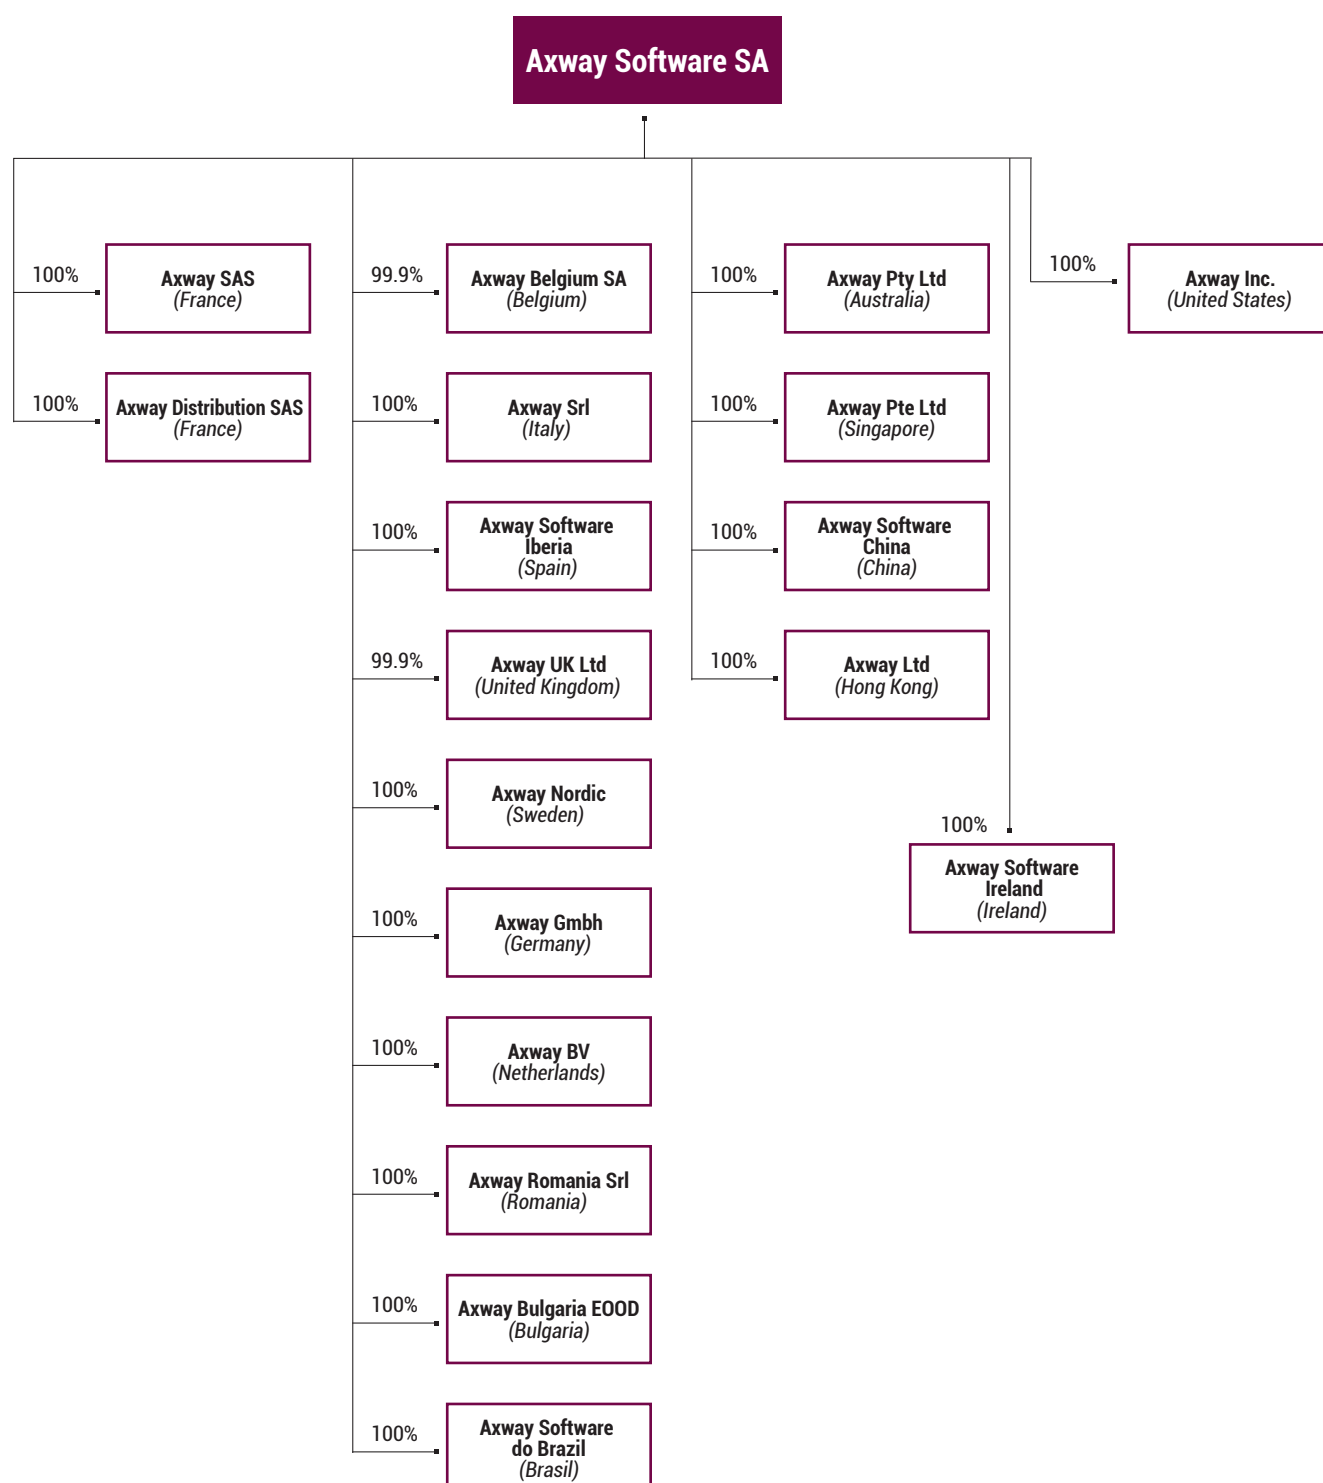 Axway Software SA
100%
Axway SAS
(France)
100%
Axway Distribution SAS
(France)
99.9%
Axway Belgium SA
(Belgium)
100%
Axway Srl
(Italy)
100%
Axway Software
Iberia
(Spain)
99.9%
Axway UK Ltd
(United Kingdom)
100%
Axway Nordic
(Sweden)
100%
Axway Gmbh
(Germany)
100%
Axway BV
(Netherlands)
100%
Axway Romania Srl
(Romania)
100%
Axway Bulgaria EOOD
(Bulgaria)
100%
Axway Software
do Brazil
(Brasil)
100%
Axway Pty Ltd
(Australia)
100%
Axway Pte Ltd
(Singapore)
100%
Axway Software
China
(China)
100%
Axway Ltd
(Hong Kong)
100%
Axway Software
Ireland
(Ireland)
100%
Axway Inc.
(United States)